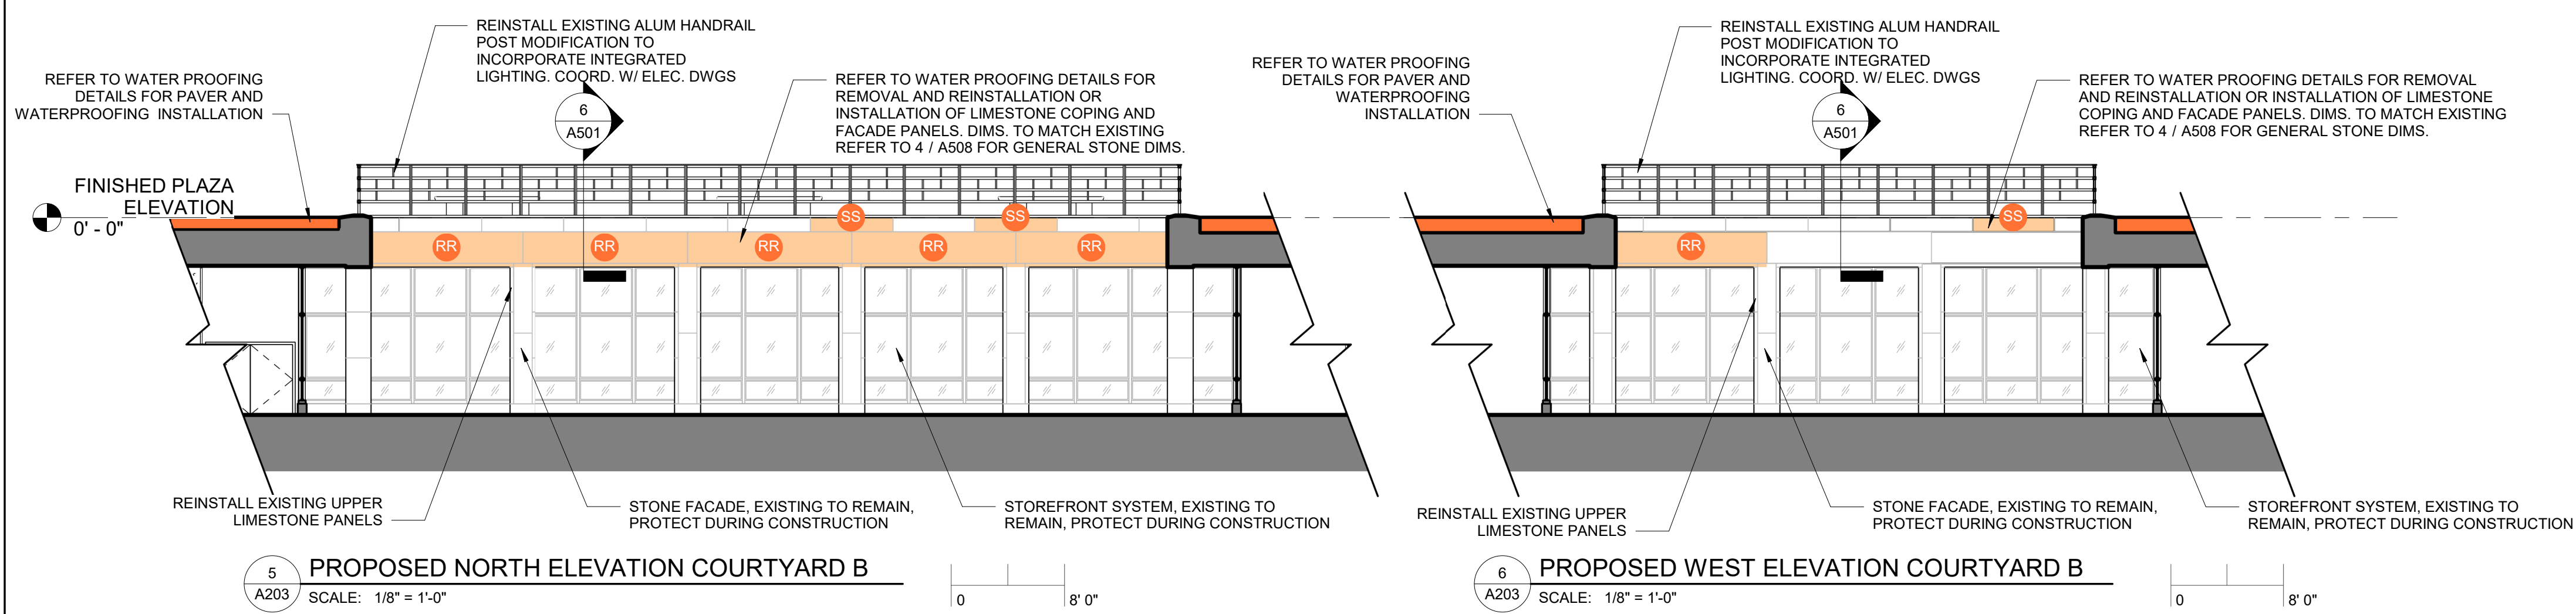 REINSTALL EXISTING ALUM HANDRAIL
POST MODIFICATION TO
INCORPORATE INTEGRATED
LIGHTING. COORD. W/ ELEC. DWGS
REFER TO WATER PROOFING
DETAILS FOR PAVER AND
WATERPROOFING INSTALLATION
6
A501
REFER TO WATER PROOFING DETAILS FOR
REMOVAL AND REINSTALLATION OR
INSTALLATION OF LIMESTONE COPING AND
FACADE PANELS. DIMS. TO MATCH EXISTING
REFER TO 4 / A508 FOR GENERAL STONE DIMS.
FINISHED PLAZA
ELEVATION
0' - 0"
SS
SS
RR
RR
RR
RR
RR
REINSTALL EXISTING UPPER
LIMESTONE PANELS
STONE FACADE, EXISTING TO REMAIN,
PROTECT DURING CONSTRUCTION
STOREFRONT SYSTEM, EXISTING TO
REMAIN, PROTECT DURING CONSTRUCTION
5
A203
PROPOSED NORTH ELEVATION COURTYARD B
SCALE: 1/8" = 1'-0"
0
8' 0"
REINSTALL EXISTING ALUM HANDRAIL
POST MODIFICATION TO
INCORPORATE INTEGRATED
LIGHTING. COORD. W/ ELEC. DWGS
REFER TO WATER PROOFING
DETAILS FOR PAVER AND
WATERPROOFING
INSTALLATION
6
A501
REFER TO WATER PROOFING DETAILS FOR REMOVAL
AND REINSTALLATION OR INSTALLATION OF LIMESTONE
COPING AND FACADE PANELS. DIMS. TO MATCH EXISTING
REFER TO 4 / A508 FOR GENERAL STONE DIMS.
SS
RR
REINSTALL EXISTING UPPER
LIMESTONE PANELS
STONE FACADE, EXISTING TO REMAIN,
PROTECT DURING CONSTRUCTION
STOREFRONT SYSTEM, EXISTING TO
REMAIN, PROTECT DURING CONSTRUCTION
6
A203
PROPOSED WEST ELEVATION COURTYARD B
SCALE: 1/8" = 1'-0"
0
8' 0"